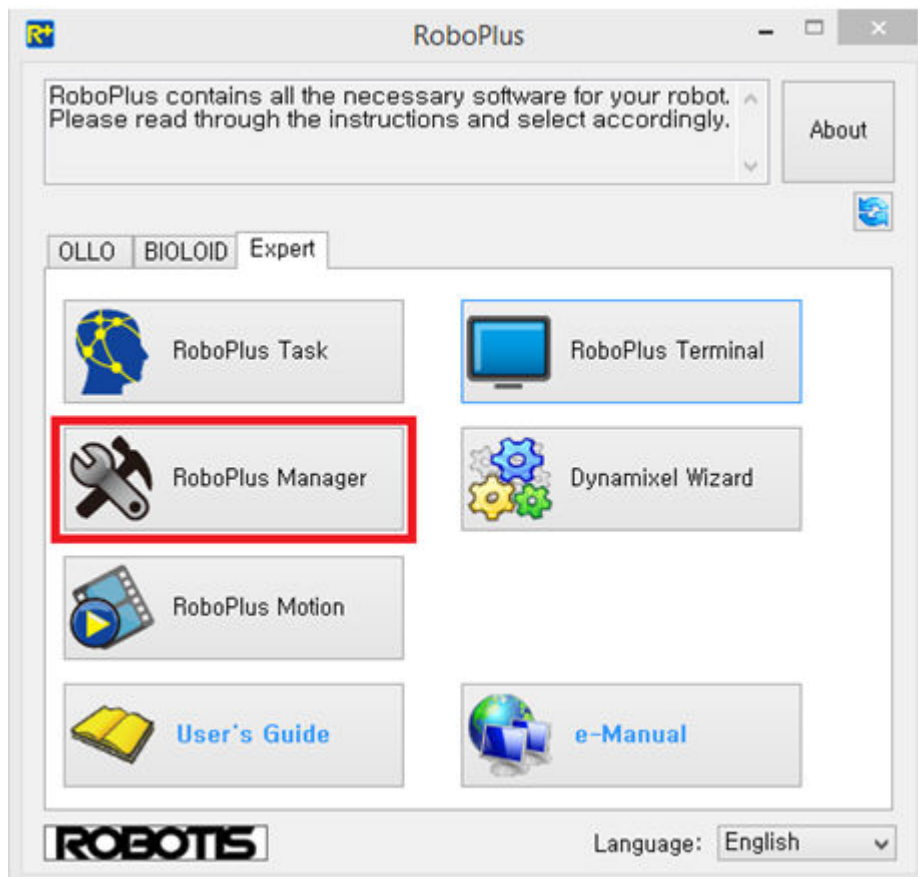 R+
RoboPlus
RoboPlus contains all the necessary software for your robot.
Please read through the instructions and select accordingly.
About
OLLO BIOLOID Expert
RoboPlus Task
RoboPlus Terminal
RoboPlus Manager
Dynamixel Wizard
RoboPlus Motion
User's Guide
e-Manual
ROBOTIS
Language: English